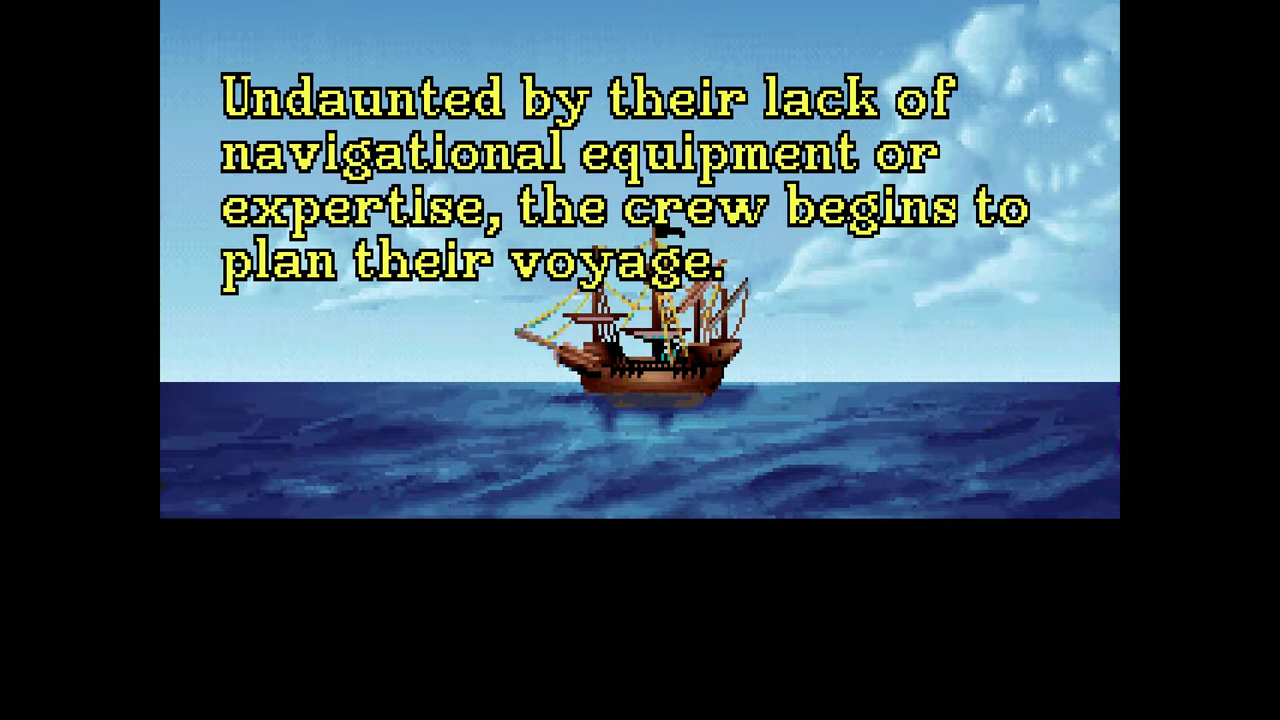 Undaunted by their lack of
navigational equipment or
expertise, the crew begins to
plan their voyage.